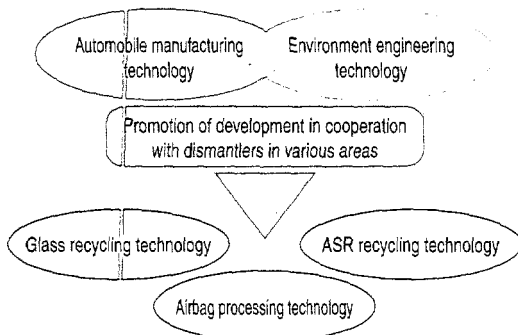 Automobile manufacturing
technology
Environment engineering
technology
Promotion of development in cooperation
with dismantlers in various areas
Glass recycling technology
ASR recycling technology
Airbag processing technology